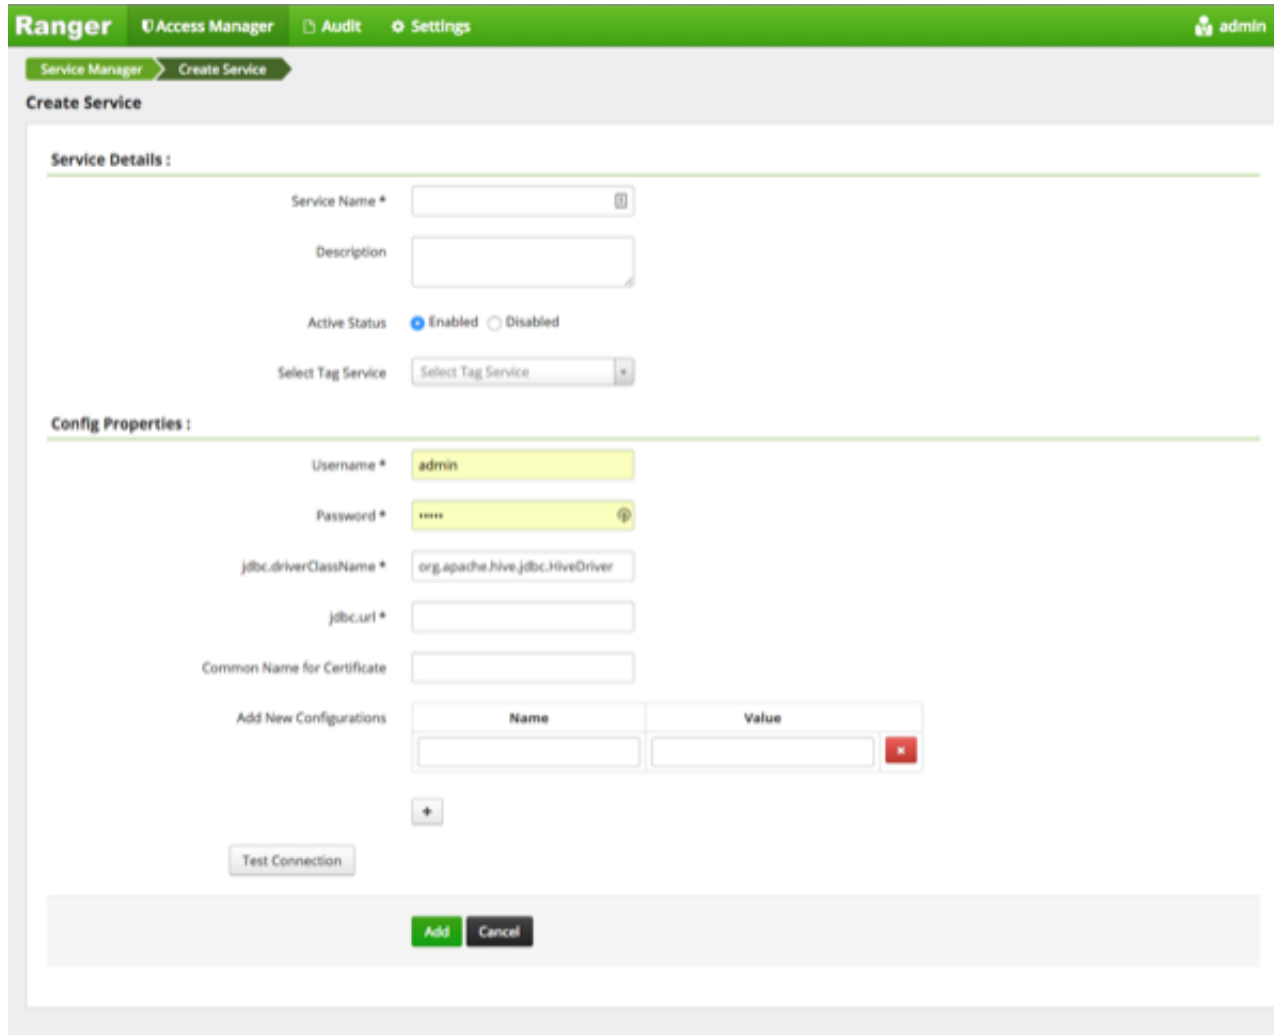 Ranger Access Manager Audit Settings admin
Service Manager Create Service
Create Service
Service Details :
Service Name *
Description
Active Status Enabled Disabled
Select Tag Service Select Tag Service
Config Properties :
Username * admin
Password * •••••
jdbc.driverClassName * org.apache.hive.jdbc.HiveDriver
jdbc.url *
Common Name for Certificate
Add New Configurations Name Value
+
Test Connection
Add Cancel